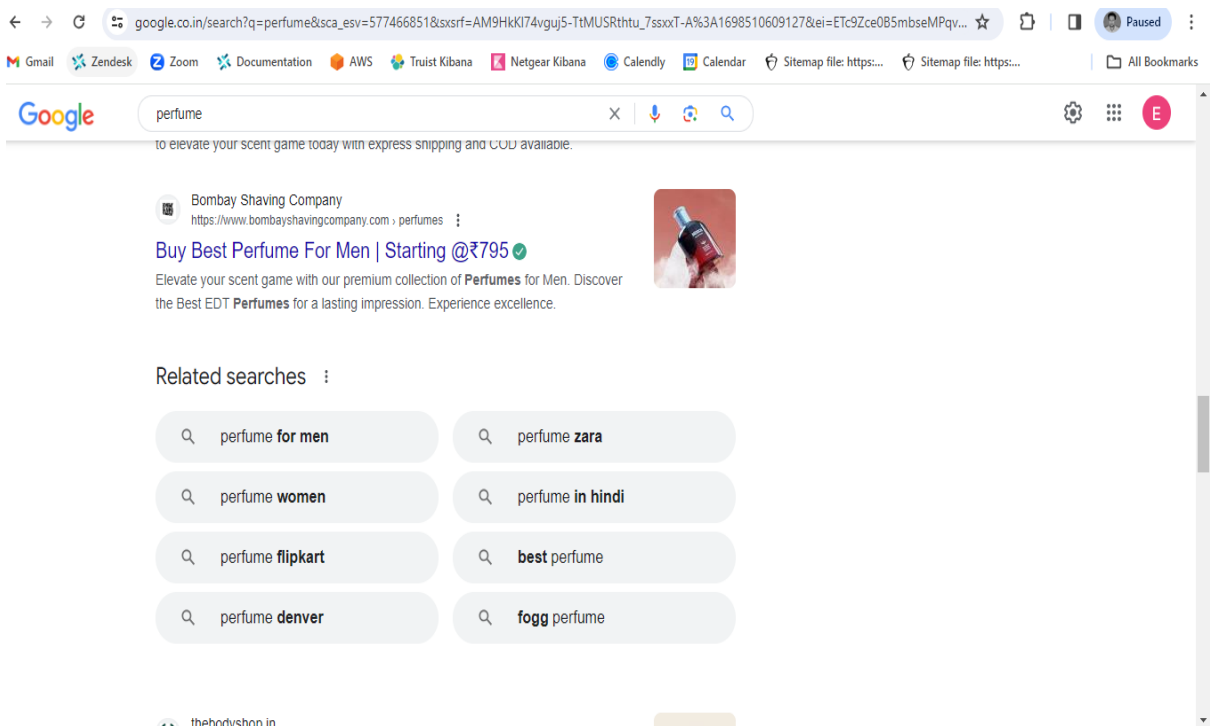 google.co.in/search?q=perfume&sca_esv=577466851&sxsrf=AM9HkKl74vguj5-TtMUSRthtu_7ssxxT-A%3A1698510609127&ei=ETc9Zce0B5mbseMPqv...
Paused
Gmail Zendesk Zoom Documentation AWS Truist Kibana Netgear Kibana Calendly 19 Calendar Sitemap file: https:... Sitemap file: https:... All Bookmarks
Google perfume E
to elevate your scent game today with express shipping and COD available.
Bombay Shaving Company
https://www.bombayshavingcompany.com › perfumes
Buy Best Perfume For Men | Starting @₹795
Elevate your scent game with our premium collection of Perfumes for Men. Discover
the Best EDT Perfumes for a lasting impression. Experience excellence.
Related searches
perfume for men
perfume zara
perfume women
perfume in hindi
perfume flipkart
best perfume
perfume denver
fogg perfume
thebodyshop.in